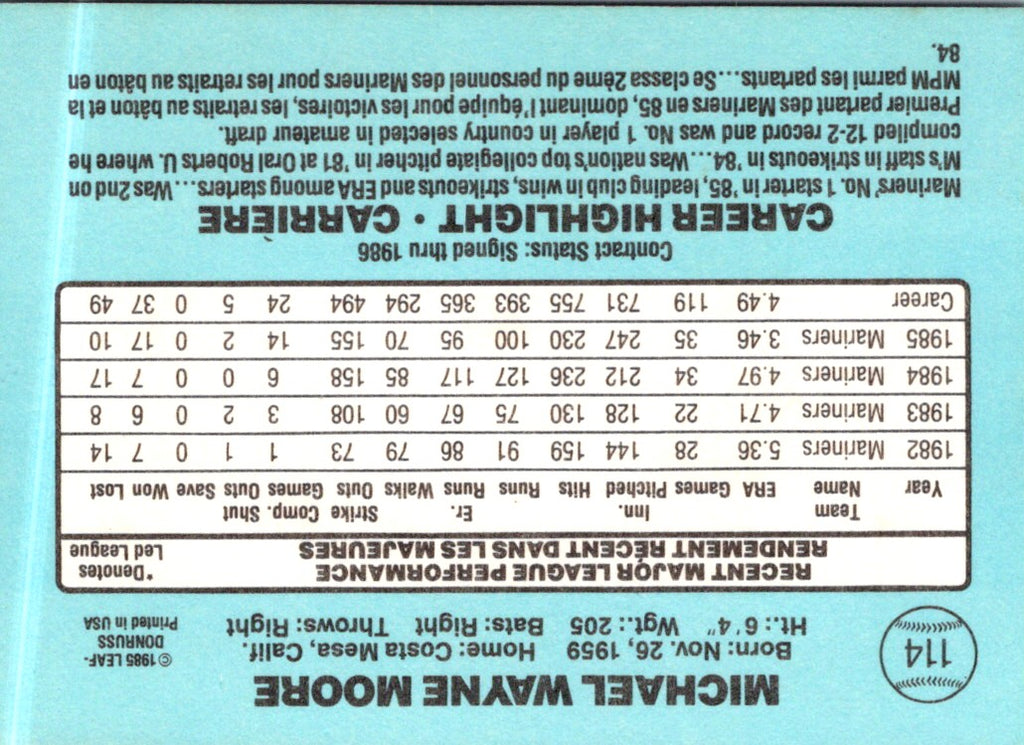 114
MICHAEL WAYNE MOORE
Born: Nov. 26, 1959 Home: Costa Mesa, Calif.
Ht.: 6'4" Wgt.: 205 Bats: Right Throws: Right
© 1985 LEAF-
DONRUSS
Printed in USA
RECENT MAJOR LEAGUE PERFORMANCE
RENDEMENT RÉCENT DANS LES MAJEURES
*Denotes
Led League
Team Inn. Er. Strike Comp. Shut
Year Name ERA Games Pitched Hits Runs Runs Walks Outs Games Outs Save Won Lost
1982 Mariners 5.36 28 144 159 91 86 79 73 1 1 0 7 14
1983 Mariners 4.71 22 128 130 75 67 60 108 3 2 0 6 8
1984 Mariners 4.97 34 212 236 127 117 85 158 6 0 0 7 17
1985 Mariners 3.46 35 247 230 100 95 70 155 14 2 0 17 10
Career 4.49 119 731 755 393 365 294 494 24 5 0 37 49
Contract Status: Signed thru 1986
CAREER HIGHLIGHT • CARRIÈRE
Mariners' No. 1 starter in '85, leading club in wins, strikeouts and ERA among starters...Was 2nd on
M's staff in strikeouts in '84...Was nation's top collegiate pitcher in '81 at Oral Roberts U. where he
compiled 12-2 record and was No. 1 player in country selected in amateur draft.
Premier partant des Mariners en 85, dominant l'équipe pour les victoires, les retraits au bâton et la
MPM parmi les partants...Se classa 2ème du personnel des Mariners pour les retraits au bâton en
84.